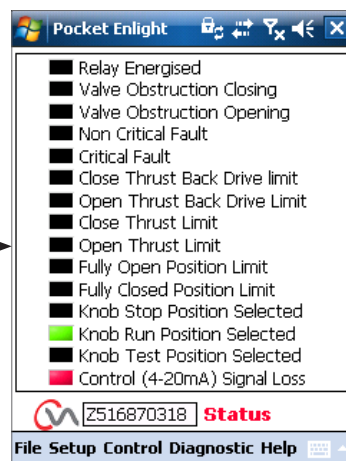 Pocket Enlight
Relay Energised
Valve Obstruction Closing
Valve Obstruction Opening
Non Critical Fault
Critical Fault
Close Thrust Back Drive limit
Open Thrust Back Drive Limit
Close Thrust Limit
Open Thrust Limit
Fully Open Position Limit
Fully Closed Position Limit
Knob Stop Position Selected
Knob Run Position Selected
Knob Test Position Selected
Control (4-20mA) Signal Loss
Z516870318 Status
File Setup Control Diagnostic Help